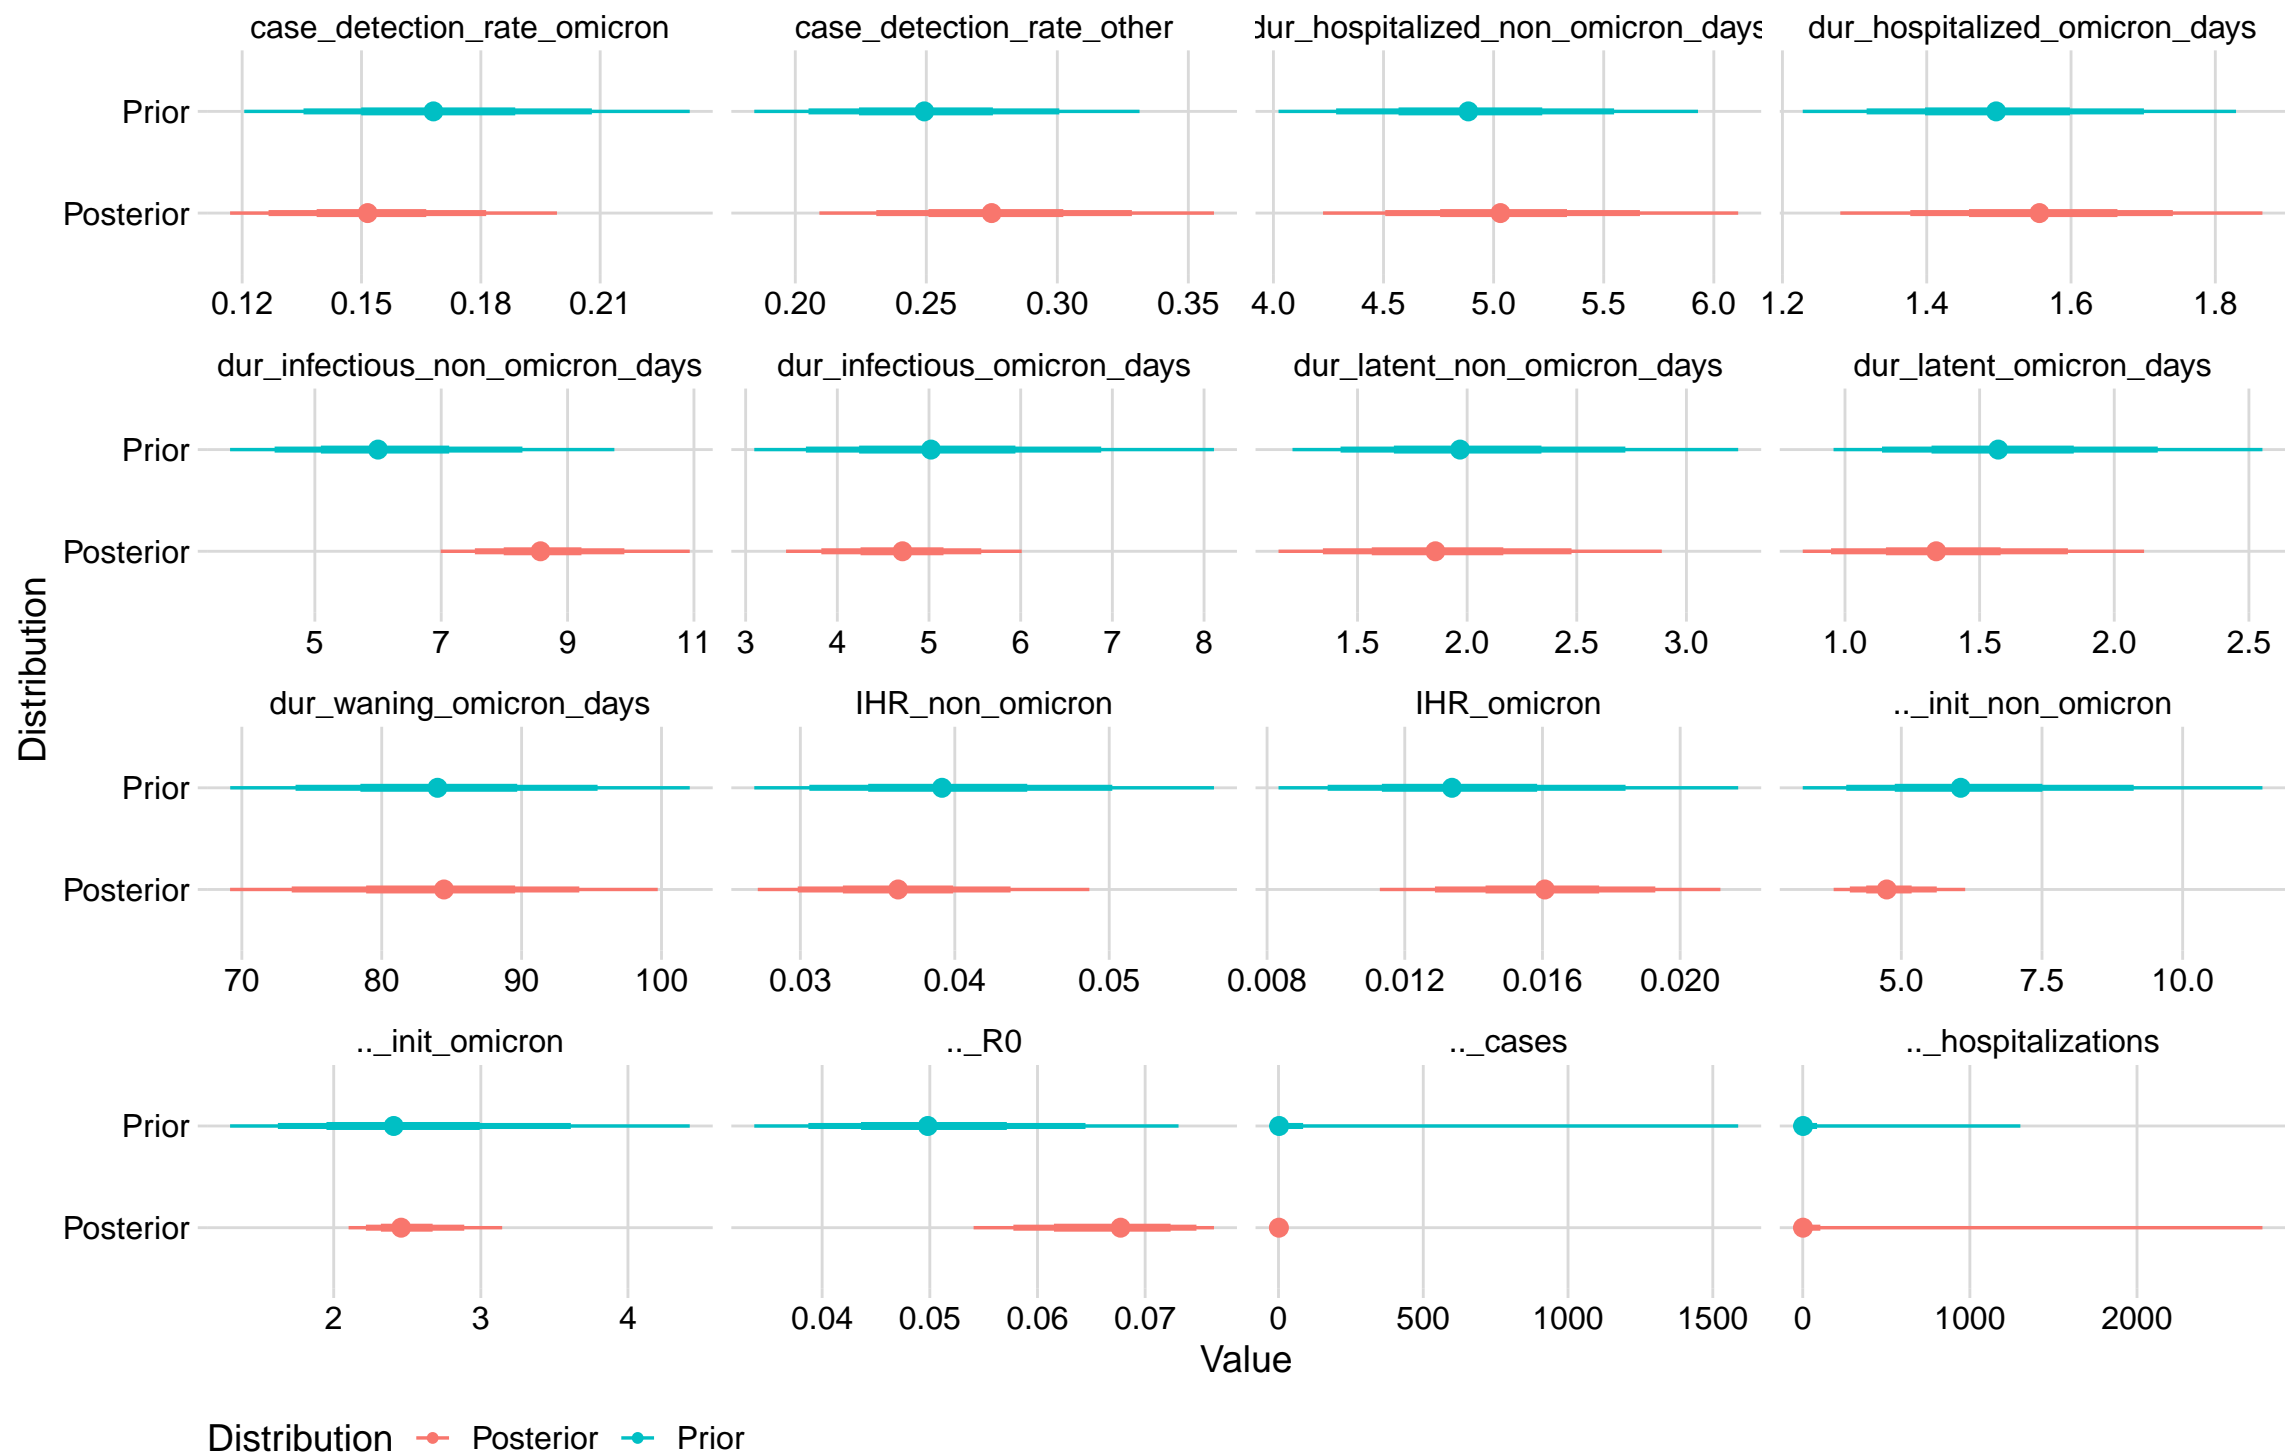 case_detection_rate_omicron case_detection_rate_other dur_hospitalized_non_omicron_days dur_hospitalized_omicron_days
Prior
Posterior
0.12 0.15 0.18 0.21 0.20 0.25 0.30 0.35 4.0 4.5 5.0 5.5 6.0 1.2 1.4 1.6 1.8
dur_infectious_non_omicron_days dur_infectious_omicron_days dur_latent_non_omicron_days dur_latent_omicron_days
Prior
Posterior
5 7 9 11 3 4 5 6 7 8 1.5 2.0 2.5 3.0 1.0 1.5 2.0 2.5
Distribution
dur_waning_omicron_days IHR_non_omicron IHR_omicron .._init_non_omicron
Prior
Posterior
70 80 90 100 0.03 0.04 0.05 0.008 0.012 0.016 0.020 5.0 7.5 10.0
.._init_omicron .._R0 .._cases .._hospitalizations
Prior
Posterior
2 3 4 0.04 0.05 0.06 0.07 0 500 1000 1500 0 1000 2000
Value
Distribution Posterior Prior